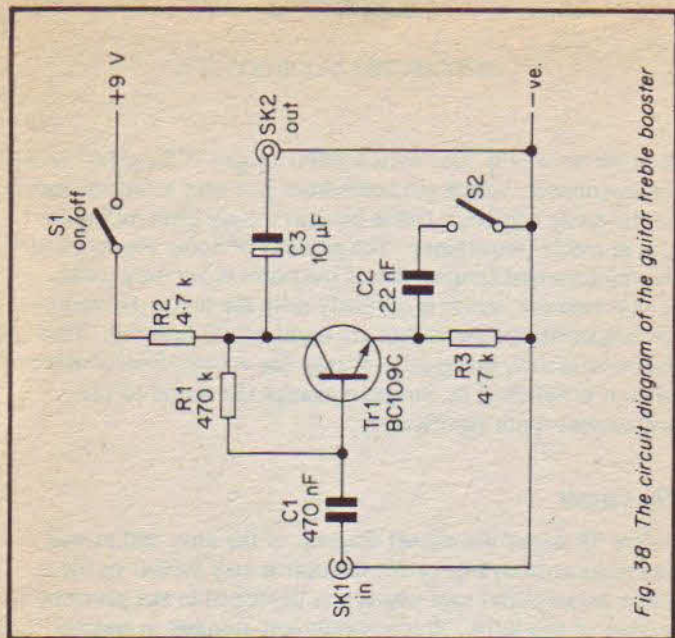 S1
on/off
+9 V
R2
4·7 k
R1
470 k
C3
10 µF
SK2
out
C1
470 nF
SK1
in
Tr1
BC109C
C2
22 nF
S2
R3
4·7 k
–ve.
Fig. 38 The circuit diagram of the guitar treble booster